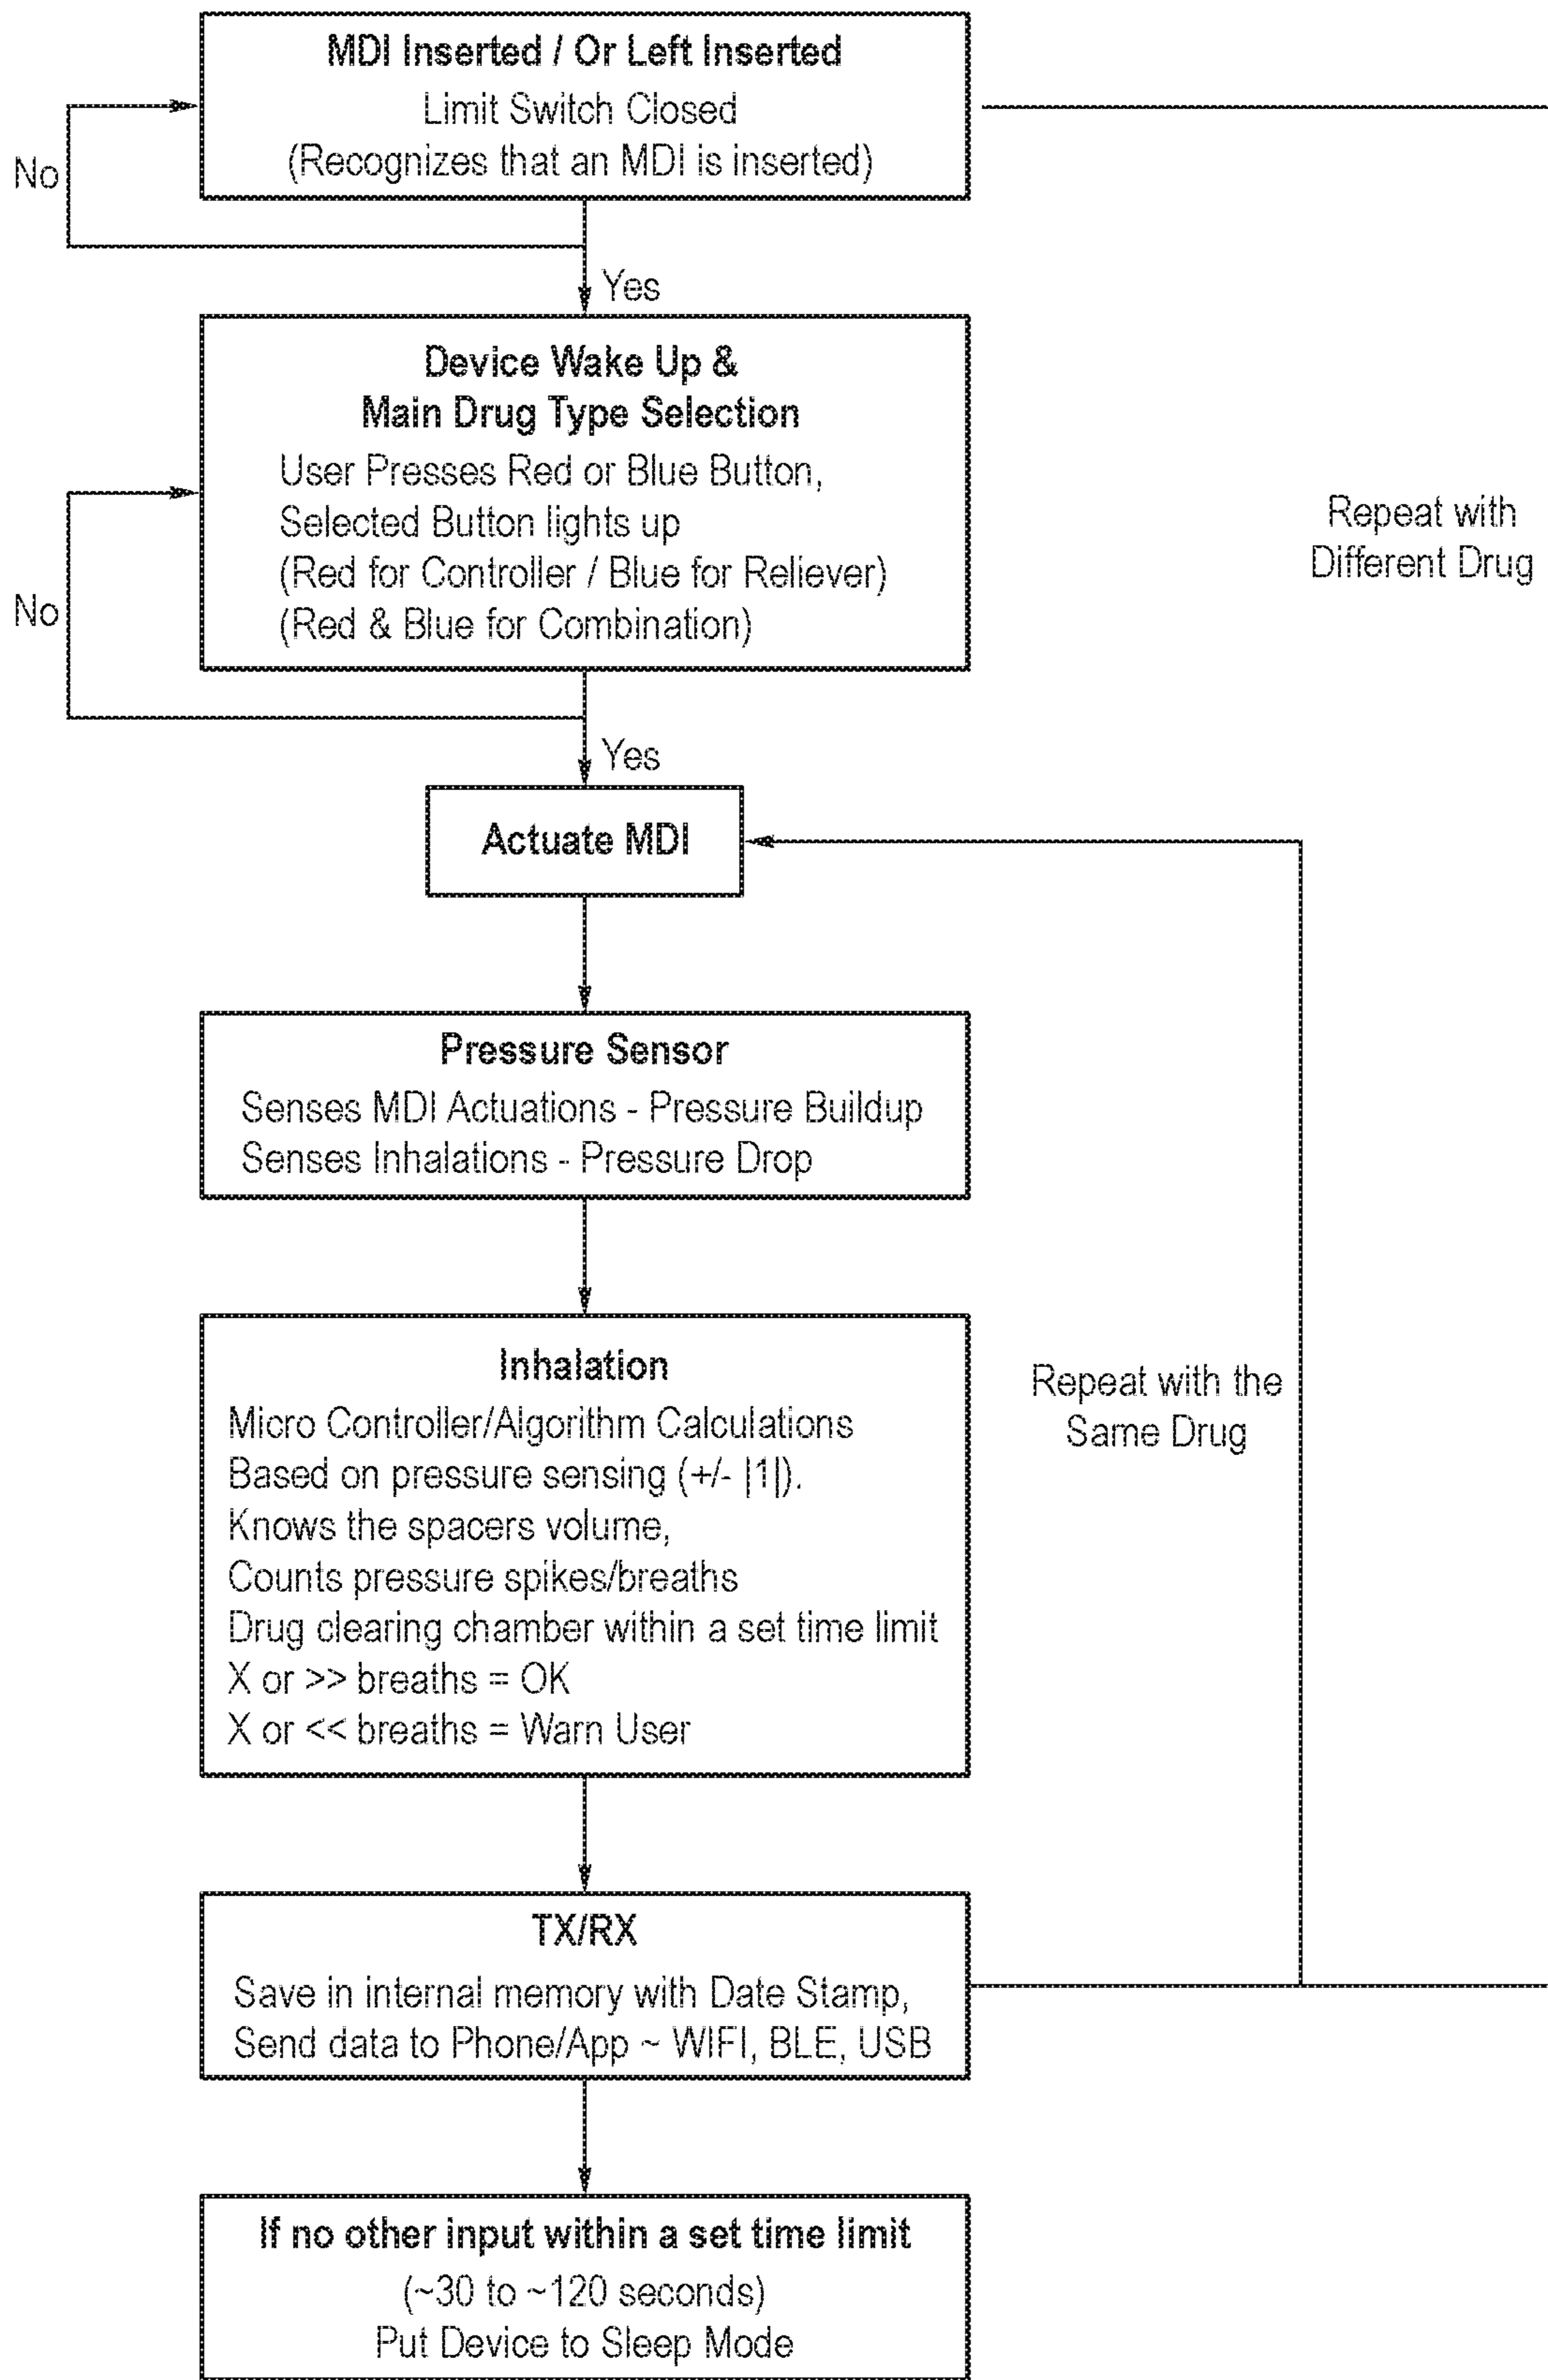 MDI Inserted / Or Left Inserted
Limit Switch Closed
(Recognizes that an MDI is inserted)
No
Yes
Device Wake Up &
Main Drug Type Selection
User Presses Red or Blue Button,
Selected Button lights up
(Red for Controller / Blue for Reliever)
(Red & Blue for Combination)
No
Repeat with
Different Drug
Yes
Actuate MDI
Pressure Sensor
Senses MDI Actuations - Pressure Buildup
Senses Inhalations - Pressure Drop
Inhalation
Micro Controller/Algorithm Calculations
Based on pressure sensing (+/- |1|).
Knows the spacers volume,
Counts pressure spikes/breaths
Drug clearing chamber within a set time limit
X or >> breaths = OK
X or << breaths = Warn User
Repeat with the
Same Drug
TX/RX
Save in internal memory with Date Stamp,
Send data to Phone/App ~ WIFI, BLE, USB
If no other input within a set time limit
(~30 to ~120 seconds)
Put Device to Sleep Mode